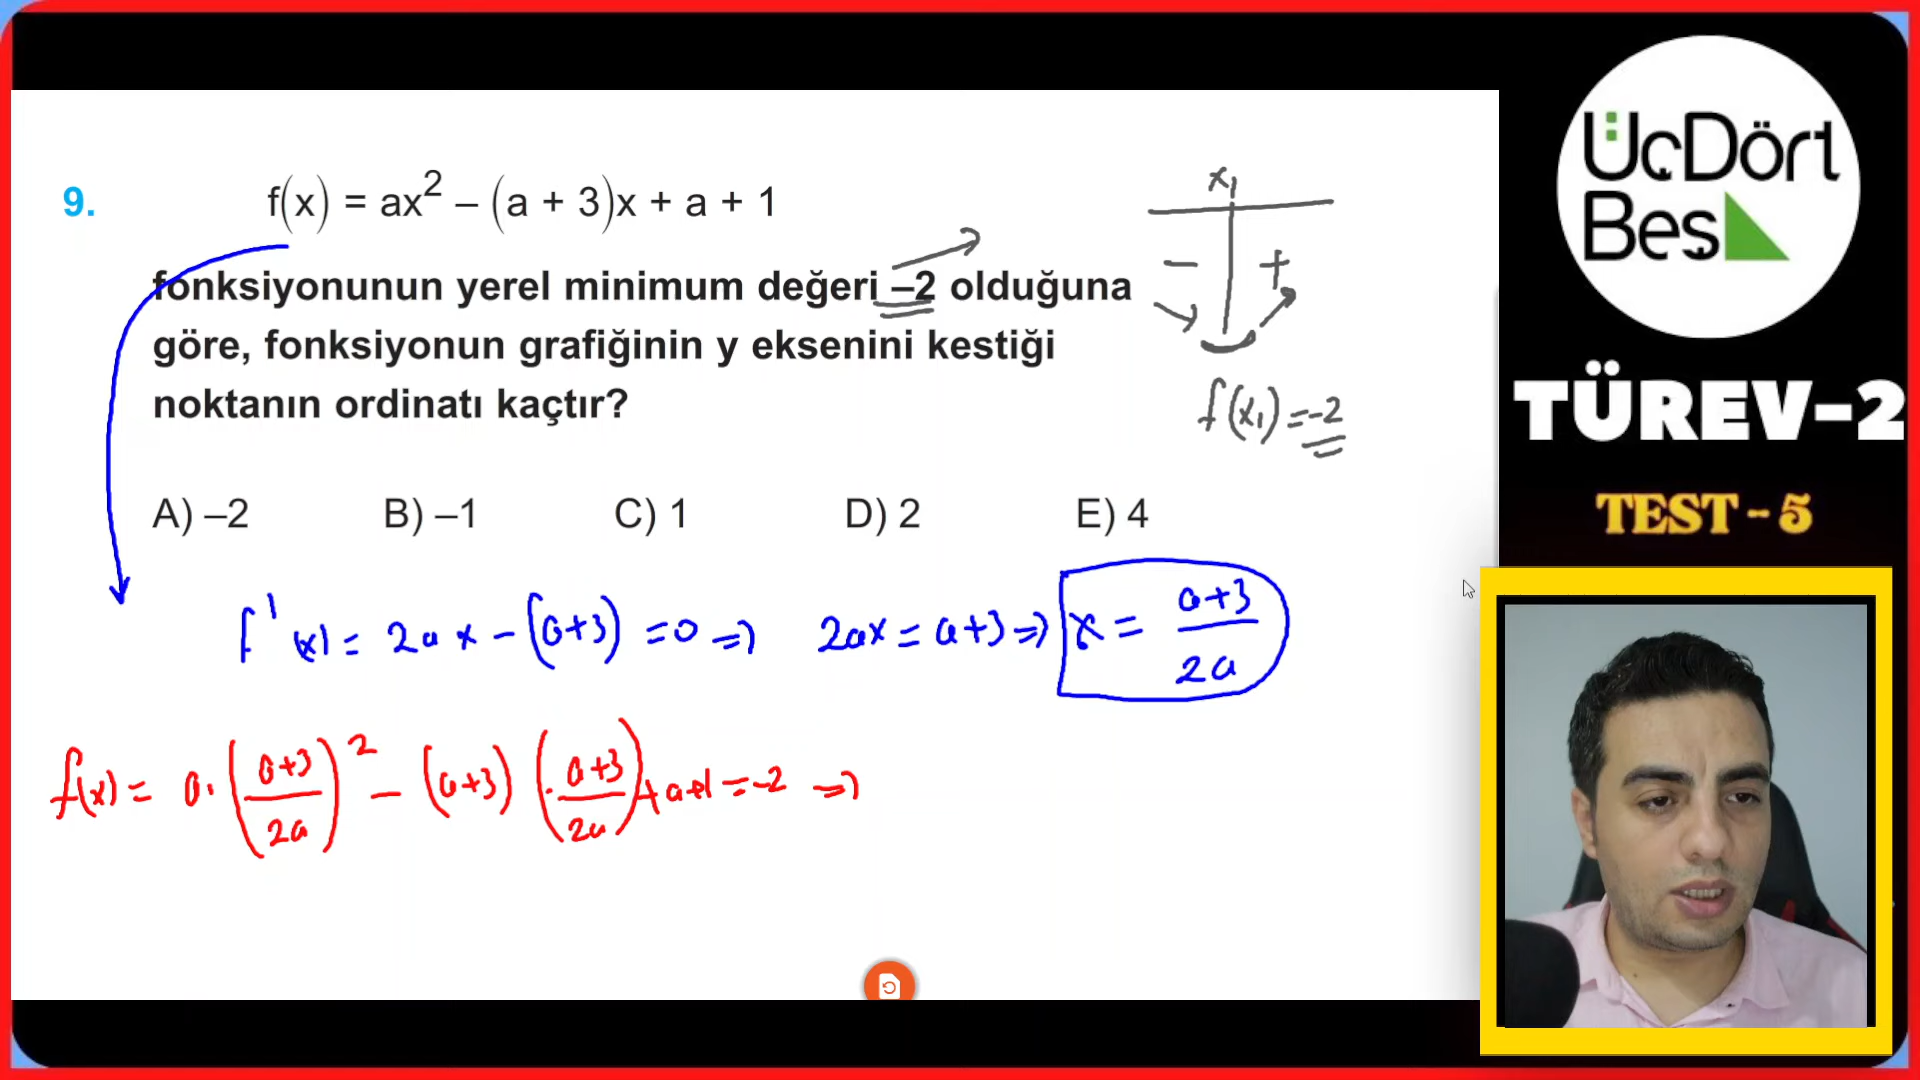 9. f(x) = ax² – (a + 3)x + a + 1
fonksiyonunun yerel minimum değeri –2 olduğuna
göre, fonksiyonun grafiğinin y eksenini kestiği
noktanın ordinatı kaçtır?
A) –2 B) –1 C) 1 D) 2 E) 4
x₁
– +
f(x₁) = -2
f'(x) = 2ax – (a+3) = 0 ⇒ 2ax = a+3 ⇒ x = (a+3)/(2a)
f(x) = a·((a+3)/(2a))² – (a+3)·((a+3)/(2a)) + a+1 = -2 ⇒
ÜçDört
Beş
TÜREV-2
TEST - 5